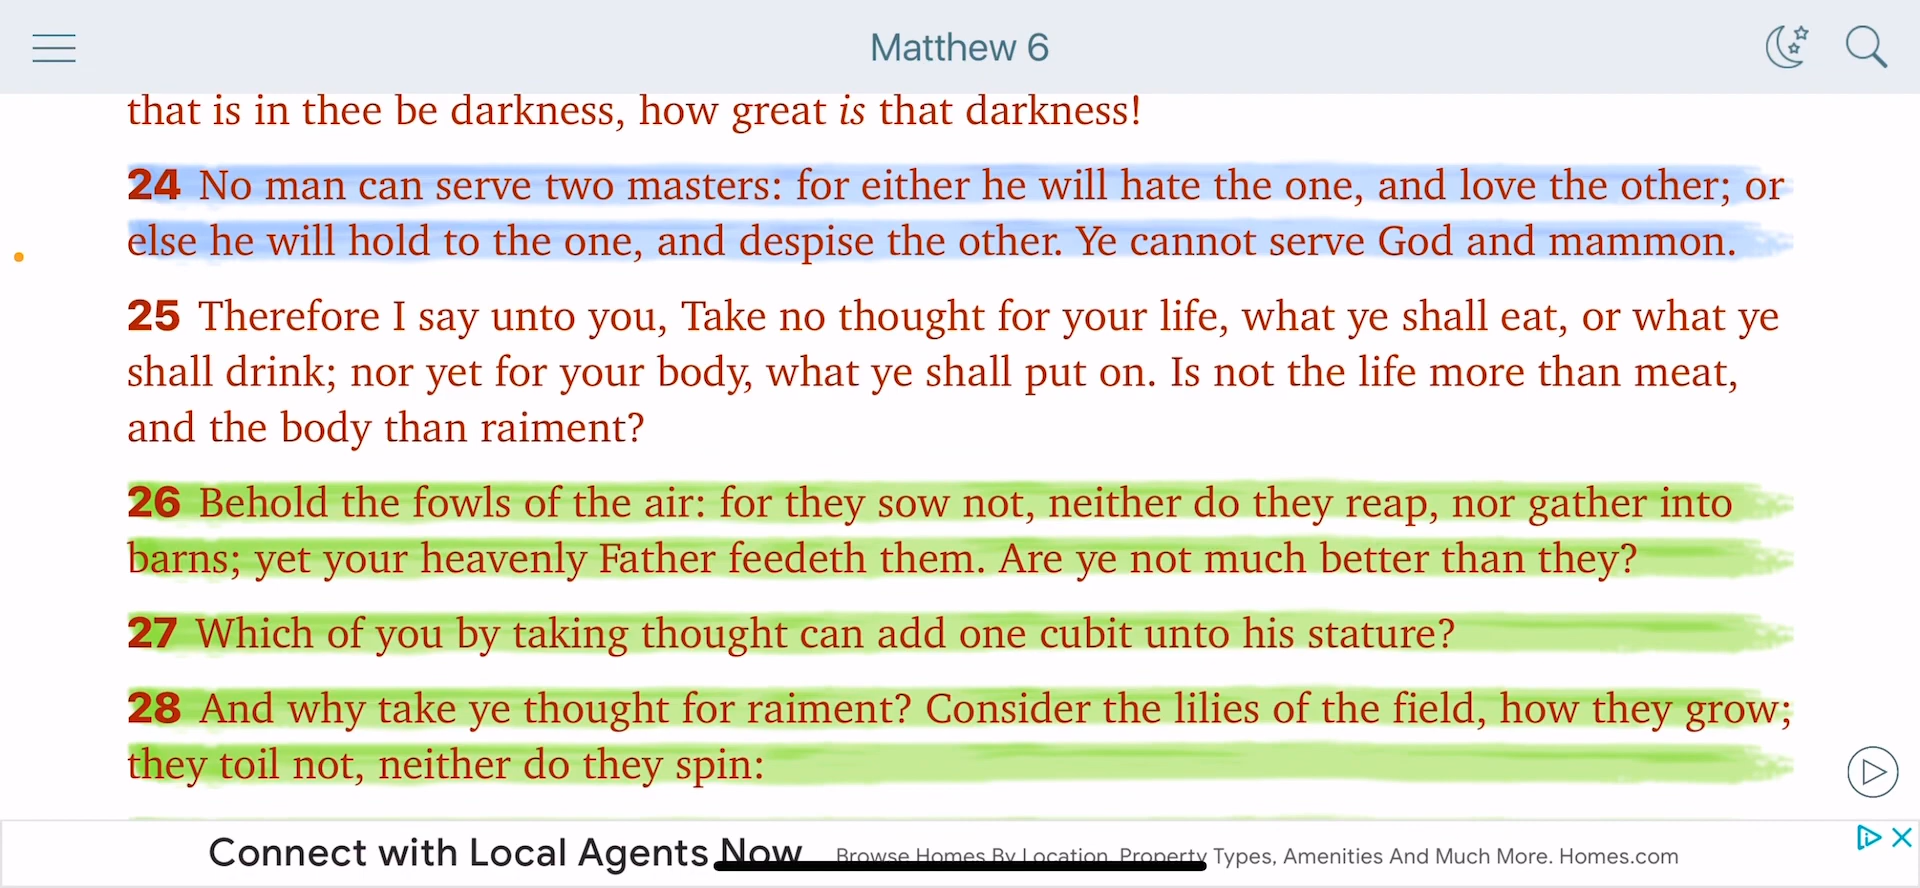 Matthew 6
that is in thee be darkness, how great is that darkness!
24 No man can serve two masters: for either he will hate the one, and love the other; or
else he will hold to the one, and despise the other. Ye cannot serve God and mammon.
25 Therefore I say unto you, Take no thought for your life, what ye shall eat, or what ye
shall drink; nor yet for your body, what ye shall put on. Is not the life more than meat,
and the body than raiment?
26 Behold the fowls of the air: for they sow not, neither do they reap, nor gather into
barns; yet your heavenly Father feedeth them. Are ye not much better than they?
27 Which of you by taking thought can add one cubit unto his stature?
28 And why take ye thought for raiment? Consider the lilies of the field, how they grow;
they toil not, neither do they spin:
Connect with Local Agents Now
Browse Homes By Location, Property Types, Amenities And Much More. Homes.com